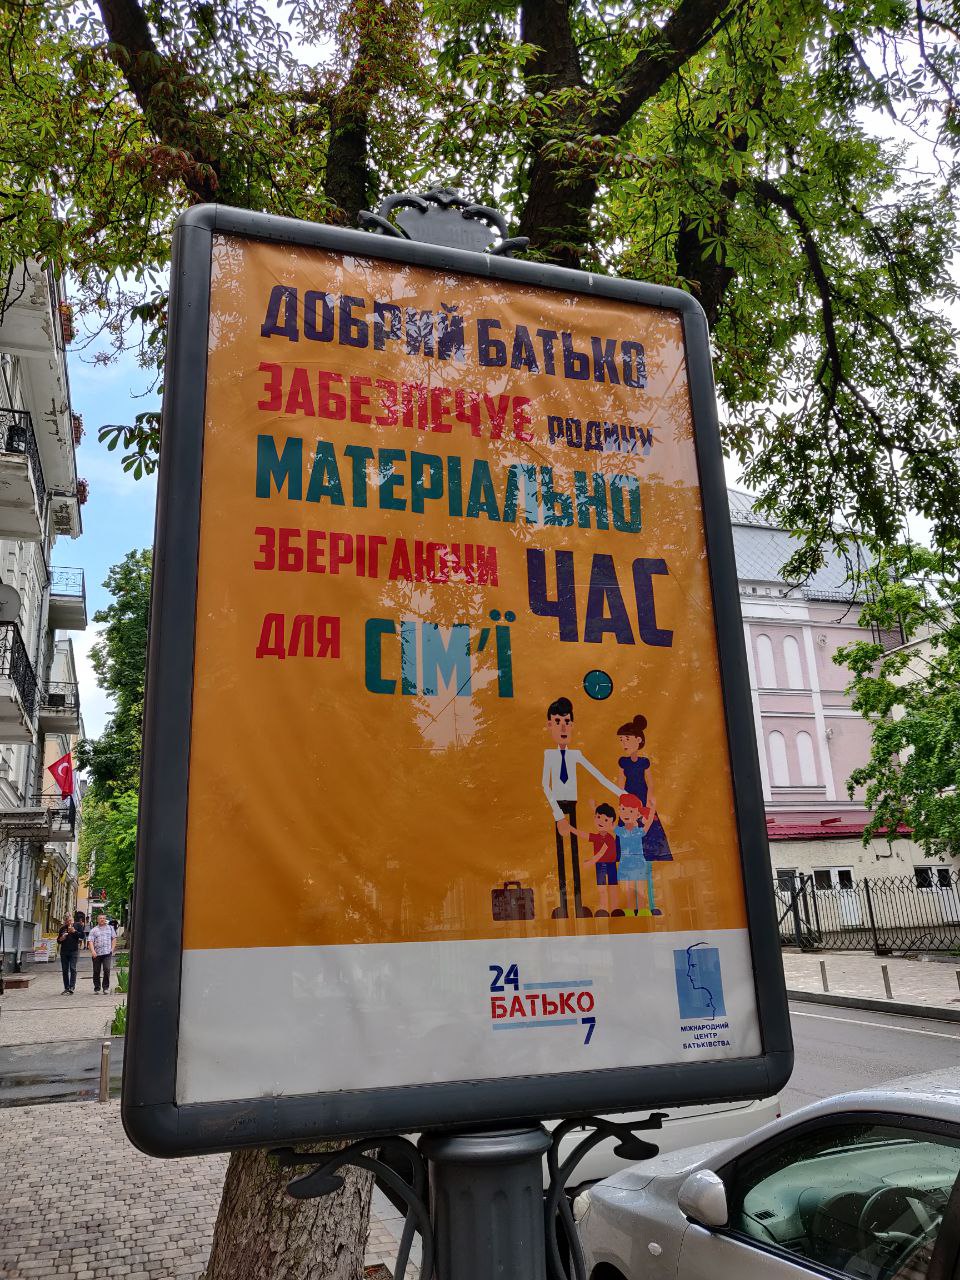 ДОБРИЙ БАТЬКО
ЗАБЕЗПЕЧУЄ РОДИНУ
МАТЕРІАЛЬНО
ЗБЕРІГАЮЧИ ЧАС
ДЛЯ СІМ'Ї
24
БАТЬКО
7
МІЖНАРОДНИЙ
ЦЕНТР
БАТЬКІВСТВА